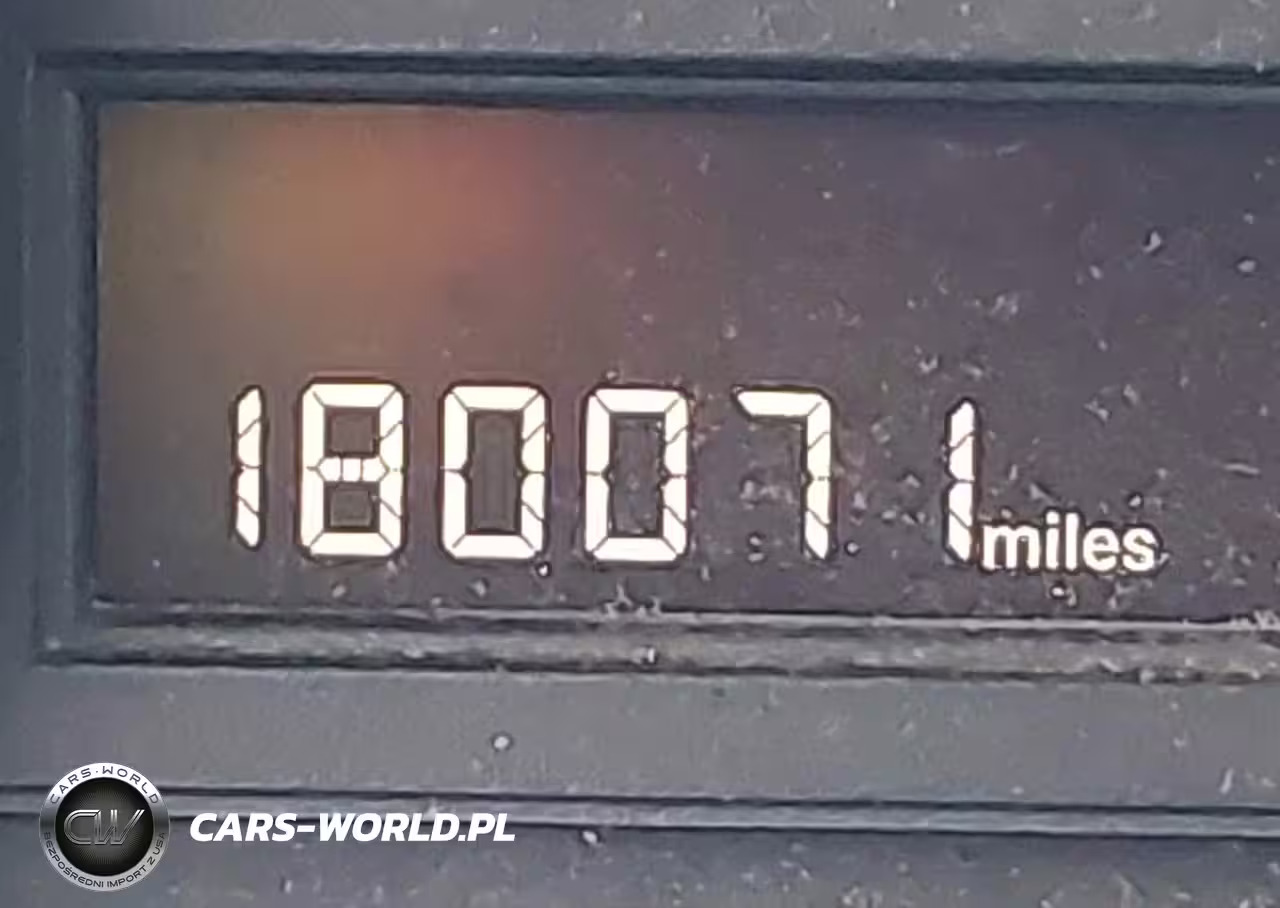 180071 miles
CARS-WORLD
CW
BEZPOŚREDNI IMPORT Z USA
CARS-WORLD.PL